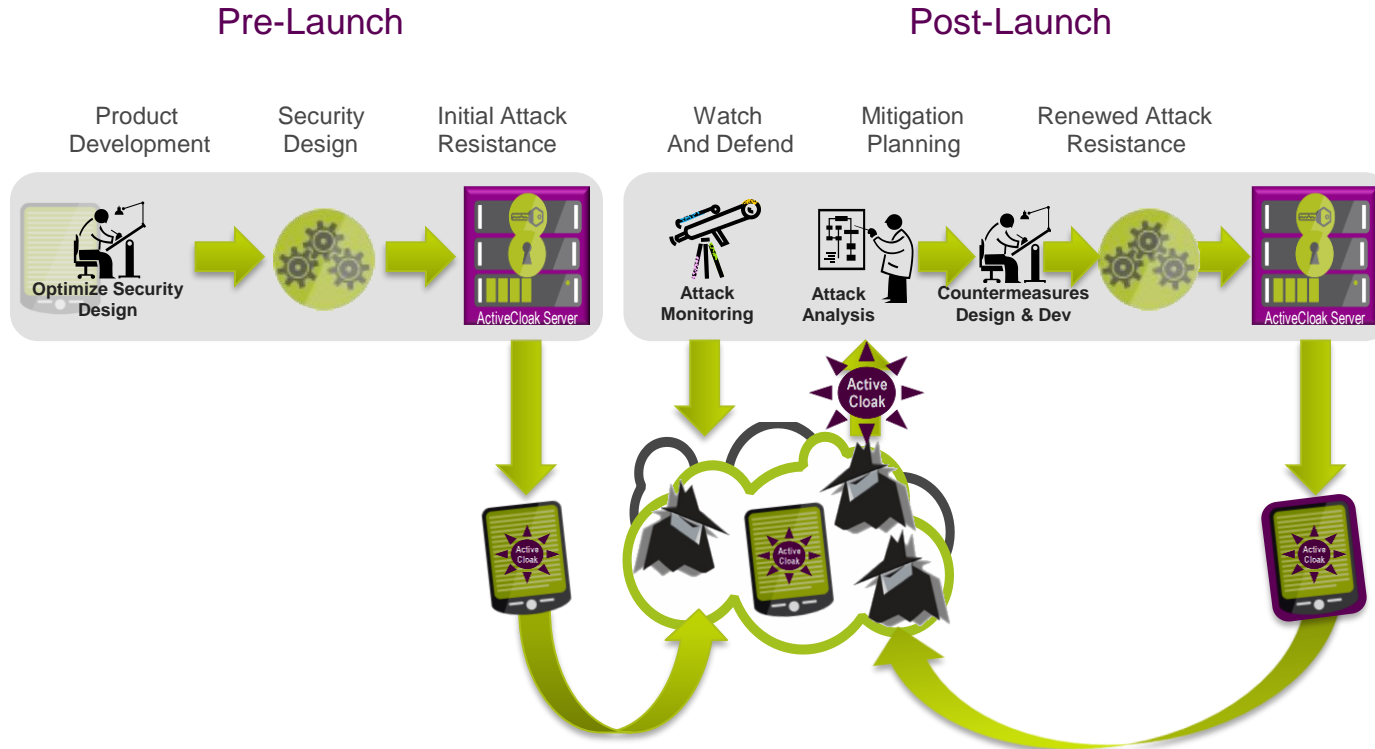 Pre-Launch
Post-Launch
Product
Development
Security
Design
Initial Attack
Resistance
Watch
And Defend
Mitigation
Planning
Renewed Attack
Resistance
Optimize Security
Design
ActiveCloak Server
Attack
Monitoring
Attack
Analysis
Countermeasures
Design & Dev
ActiveCloak Server
Active
Cloak
Active
Cloak
Active
Cloak
Active
Cloak